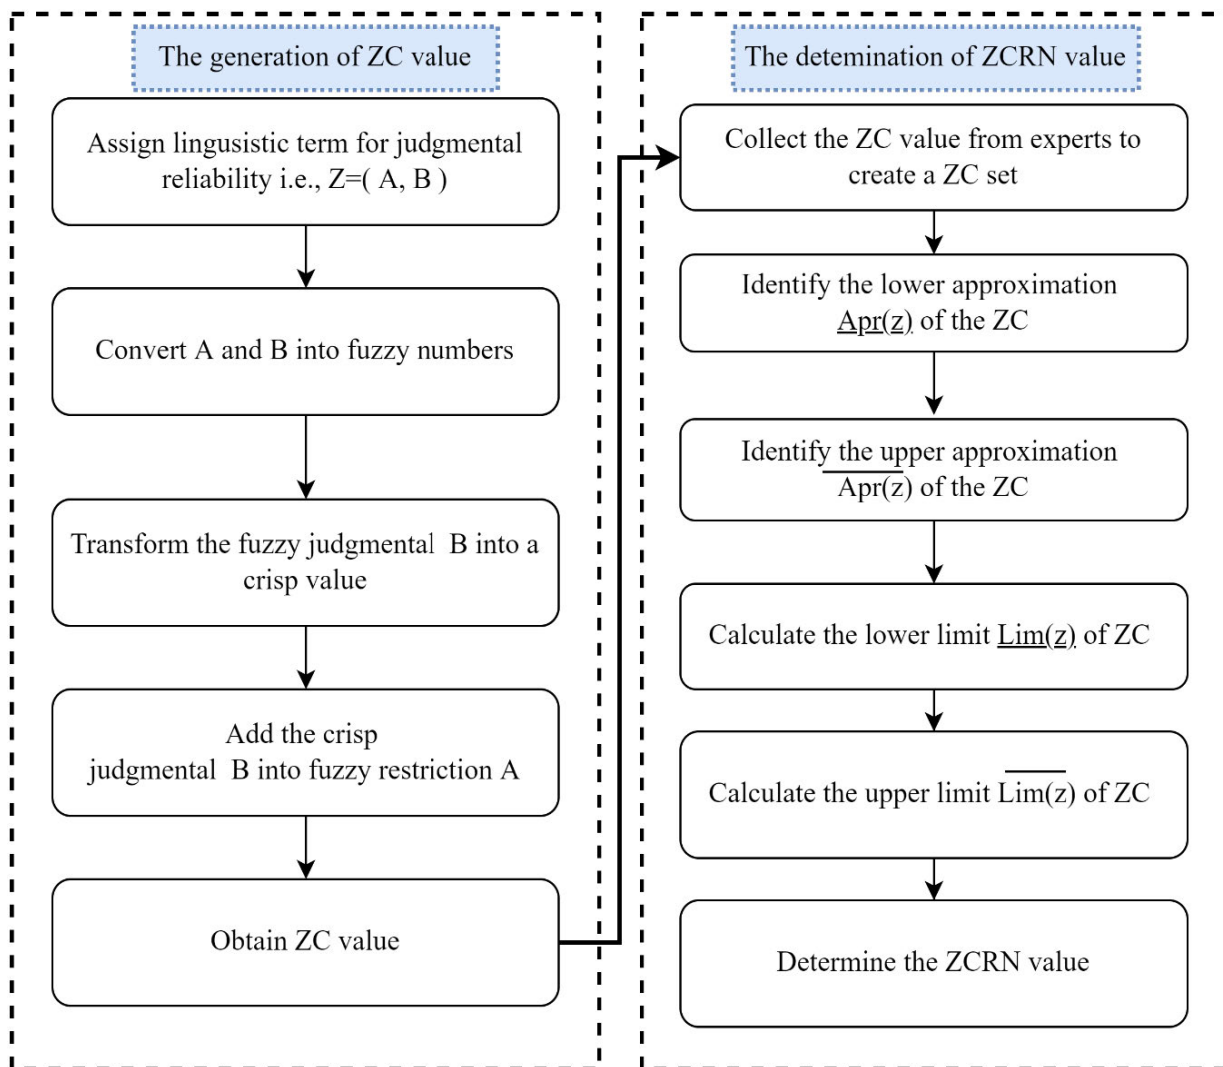 The generation of ZC value
Assign lingusistic term for judgmental
reliability i.e., Z=( A, B )
Convert A and B into fuzzy numbers
Transform the fuzzy judgmental  B into a
crisp value
Add the crisp
judgmental  B into fuzzy restriction A
Obtain ZC value
The detemination of ZCRN value
Collect the ZC value from experts to
create a ZC set
Identify the lower approximation
Apr(z) of the ZC
Identify the upper approximation
Apr(z) of the ZC
Calculate the lower limit Lim(z) of ZC
Calculate the upper limit Lim(z) of ZC
Determine the ZCRN value